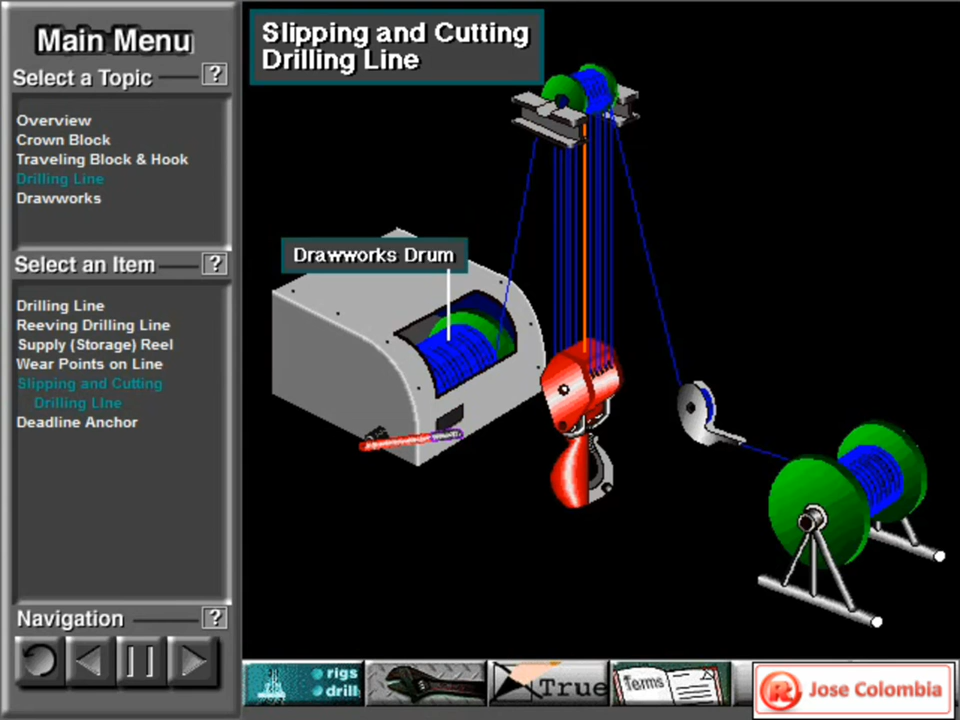 Main Menu
Select a Topic
?
Overview
Crown Block
Traveling Block & Hook
Drilling Line
Drawworks
Select an Item
?
Drilling Line
Reeving Drilling Line
Supply (Storage) Reel
Wear Points on Line
Slipping and Cutting
Drilling LIne
Deadline Anchor
Navigation
?
Slipping and Cutting
Drilling Line
Drawworks Drum
rigs
drill
True
Terms
R Jose Colombia